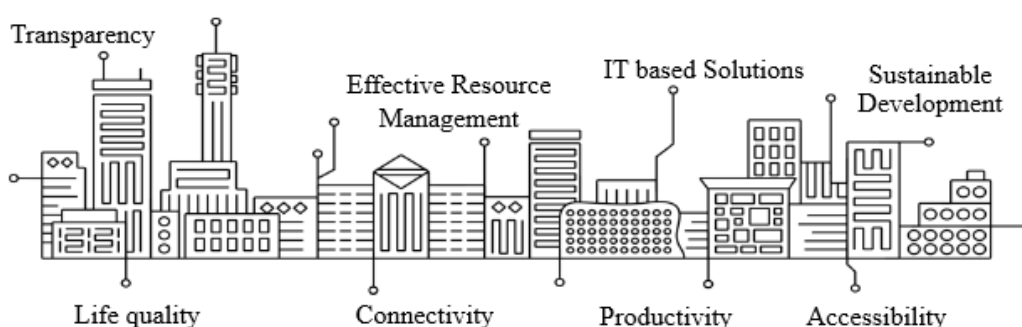 Transparency
Effective Resource
Management
IT based Solutions
Sustainable
Development
Life quality
Connectivity
Productivity
Accessibility